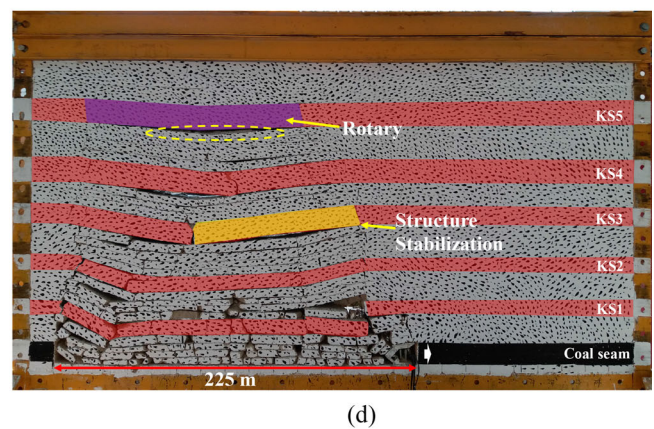 KS5
Rotary
KS4
KS3
Structure
Stabilization
KS2
KS1
Coal seam
225 m
(d)